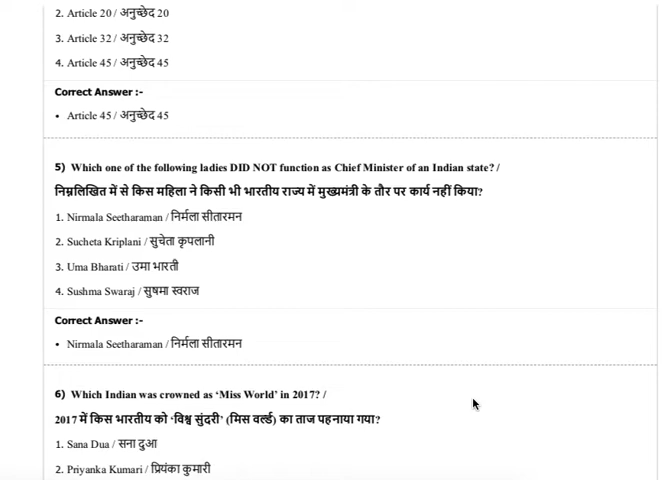 2. Article 20 / अनुच्छेद 20
3. Article 32 / अनुच्छेद 32
4. Article 45 / अनुच्छेद 45
Correct Answer :-
• Article 45 / अनुच्छेद 45
5) Which one of the following ladies DID NOT function as Chief Minister of an Indian state? /
निम्नलिखित में से किस महिला ने किसी भी भारतीय राज्य में मुख्यमंत्री के तौर पर कार्य नहीं किया?
1. Nirmala Seetharaman / निर्मला सीतारमन
2. Sucheta Kriplani / सुचेता कृपलानी
3. Uma Bharati / उमा भारती
4. Sushma Swaraj / सुषमा स्वराज
Correct Answer :-
• Nirmala Seetharaman / निर्मला सीतारमन
6) Which Indian was crowned as ‘Miss World’ in 2017? /
2017 में किस भारतीय को ‘विश्व सुंदरी’ (मिस वर्ल्ड) का ताज पहनाया गया?
1. Sana Dua / सना दुआ
2. Priyanka Kumari / प्रियंका कुमारी